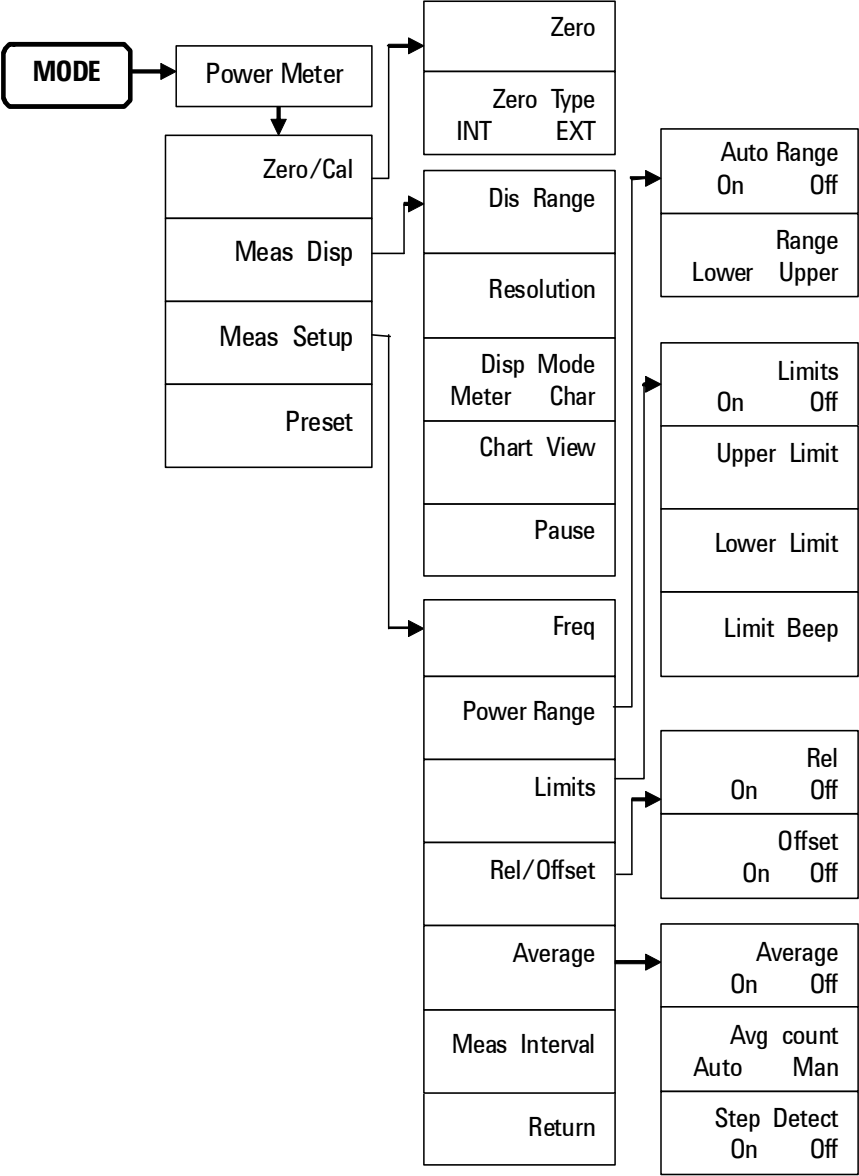 MODE
Power Meter
Zero/Cal
Meas Disp
Meas Setup
Preset
Zero
Zero Type
INT EXT
Dis Range
Resolution
Disp Mode
Meter Char
Chart View
Pause
Freq
Power Range
Limits
Rel/Offset
Average
Meas Interval
Return
Auto Range
On Off
Range
Lower Upper
Limits
On Off
Upper Limit
Lower Limit
Limit Beep
Rel
On Off
Offset
On Off
Average
On Off
Avg count
Auto Man
Step Detect
On Off